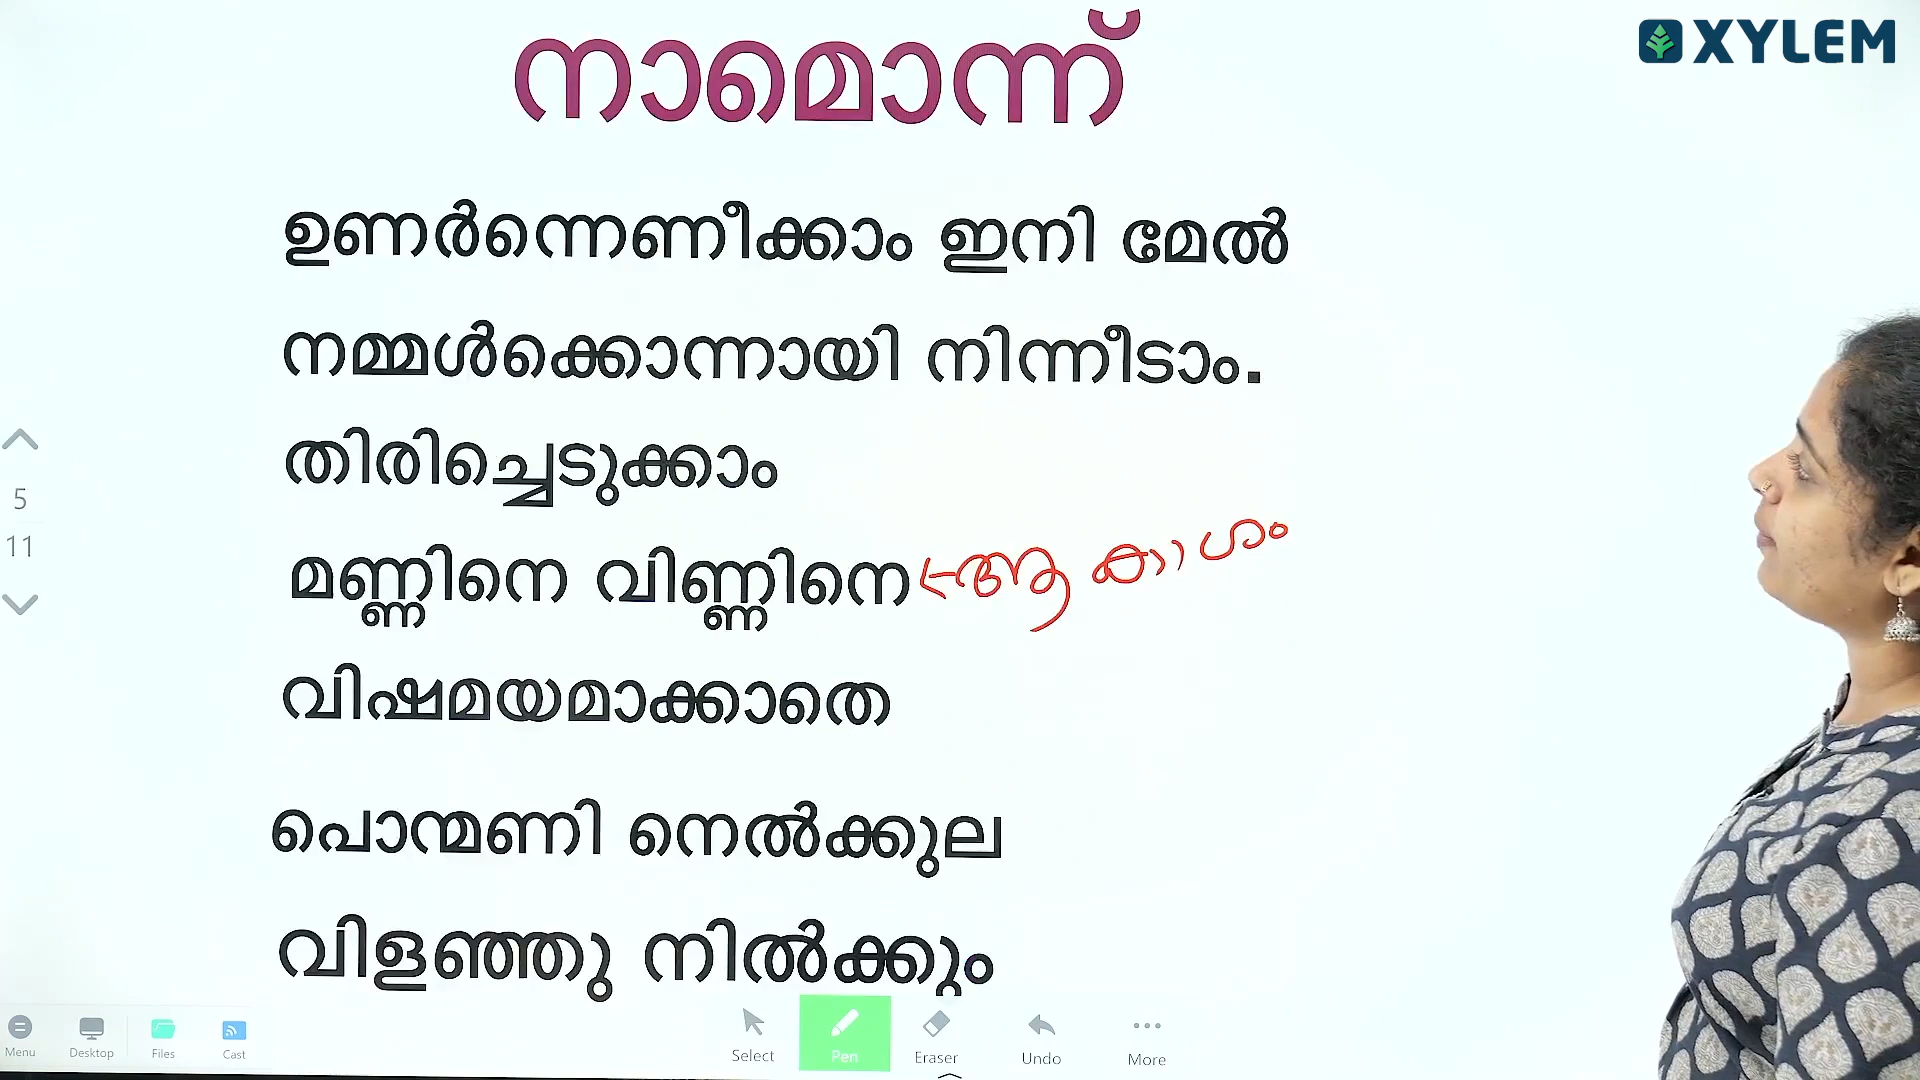 നാമൊന്ന്
XYLEM
ഉണർന്നെണീക്കാം ഇനി മേൽ
നമ്മൾക്കൊന്നായി നിന്നീടാം.
തിരിച്ചെടുക്കാം
മണ്ണിനെ വിണ്ണിനെ ആകാശം
വിഷമയമാക്കാതെ
പൊന്മണി നെൽക്കുല
വിളഞ്ഞു നിൽക്കും
5
11
Menu Desktop Files Cast Select Pen Eraser Undo More